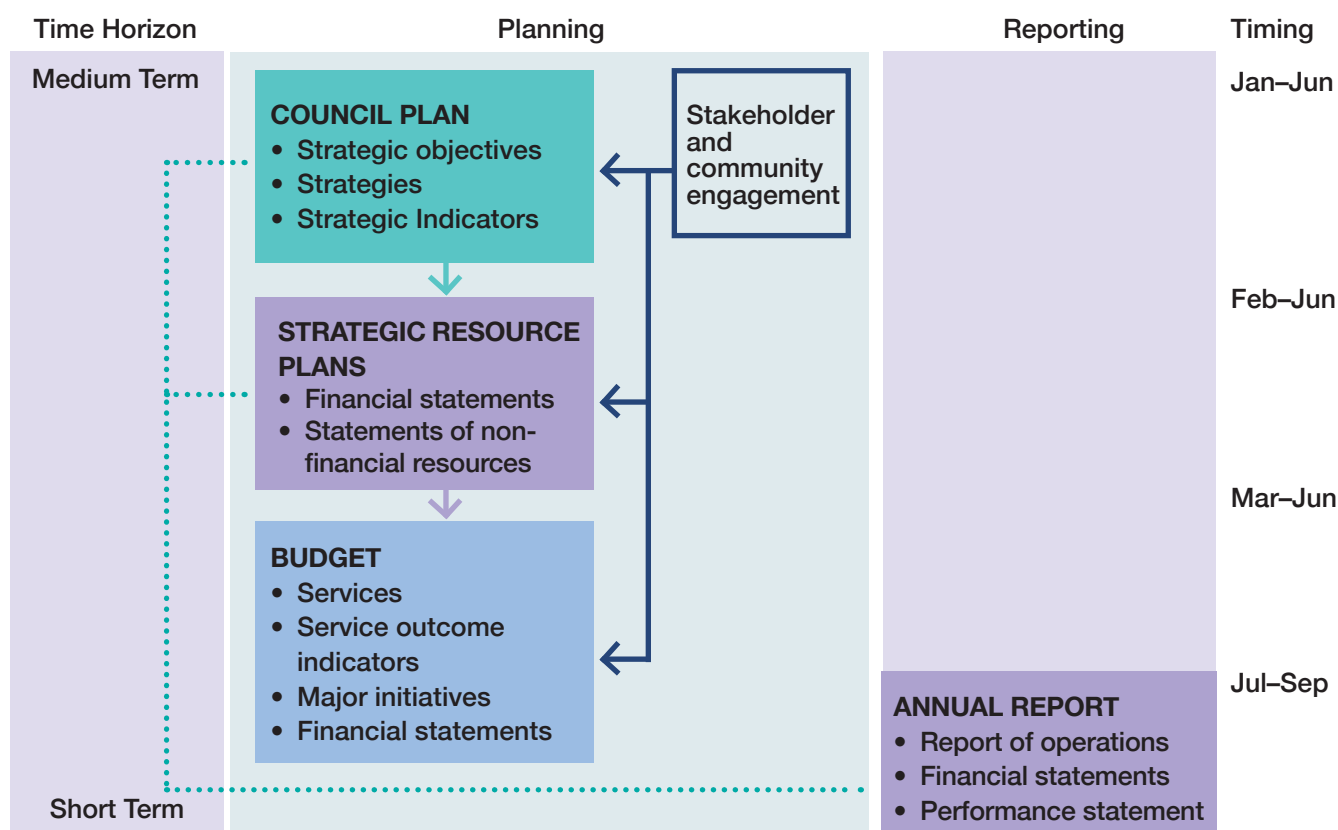 Time Horizon
Planning
Reporting
Timing
Medium Term
Jan–Jun
COUNCIL PLAN
• Strategic objectives
• Strategies
• Strategic Indicators
Stakeholder
and
community
engagement
Feb–Jun
STRATEGIC RESOURCE
PLANS
• Financial statements
• Statements of non-
financial resources
Mar–Jun
BUDGET
• Services
• Service outcome
indicators
• Major initiatives
• Financial statements
Jul–Sep
ANNUAL REPORT
• Report of operations
• Financial statements
• Performance statement
Short Term